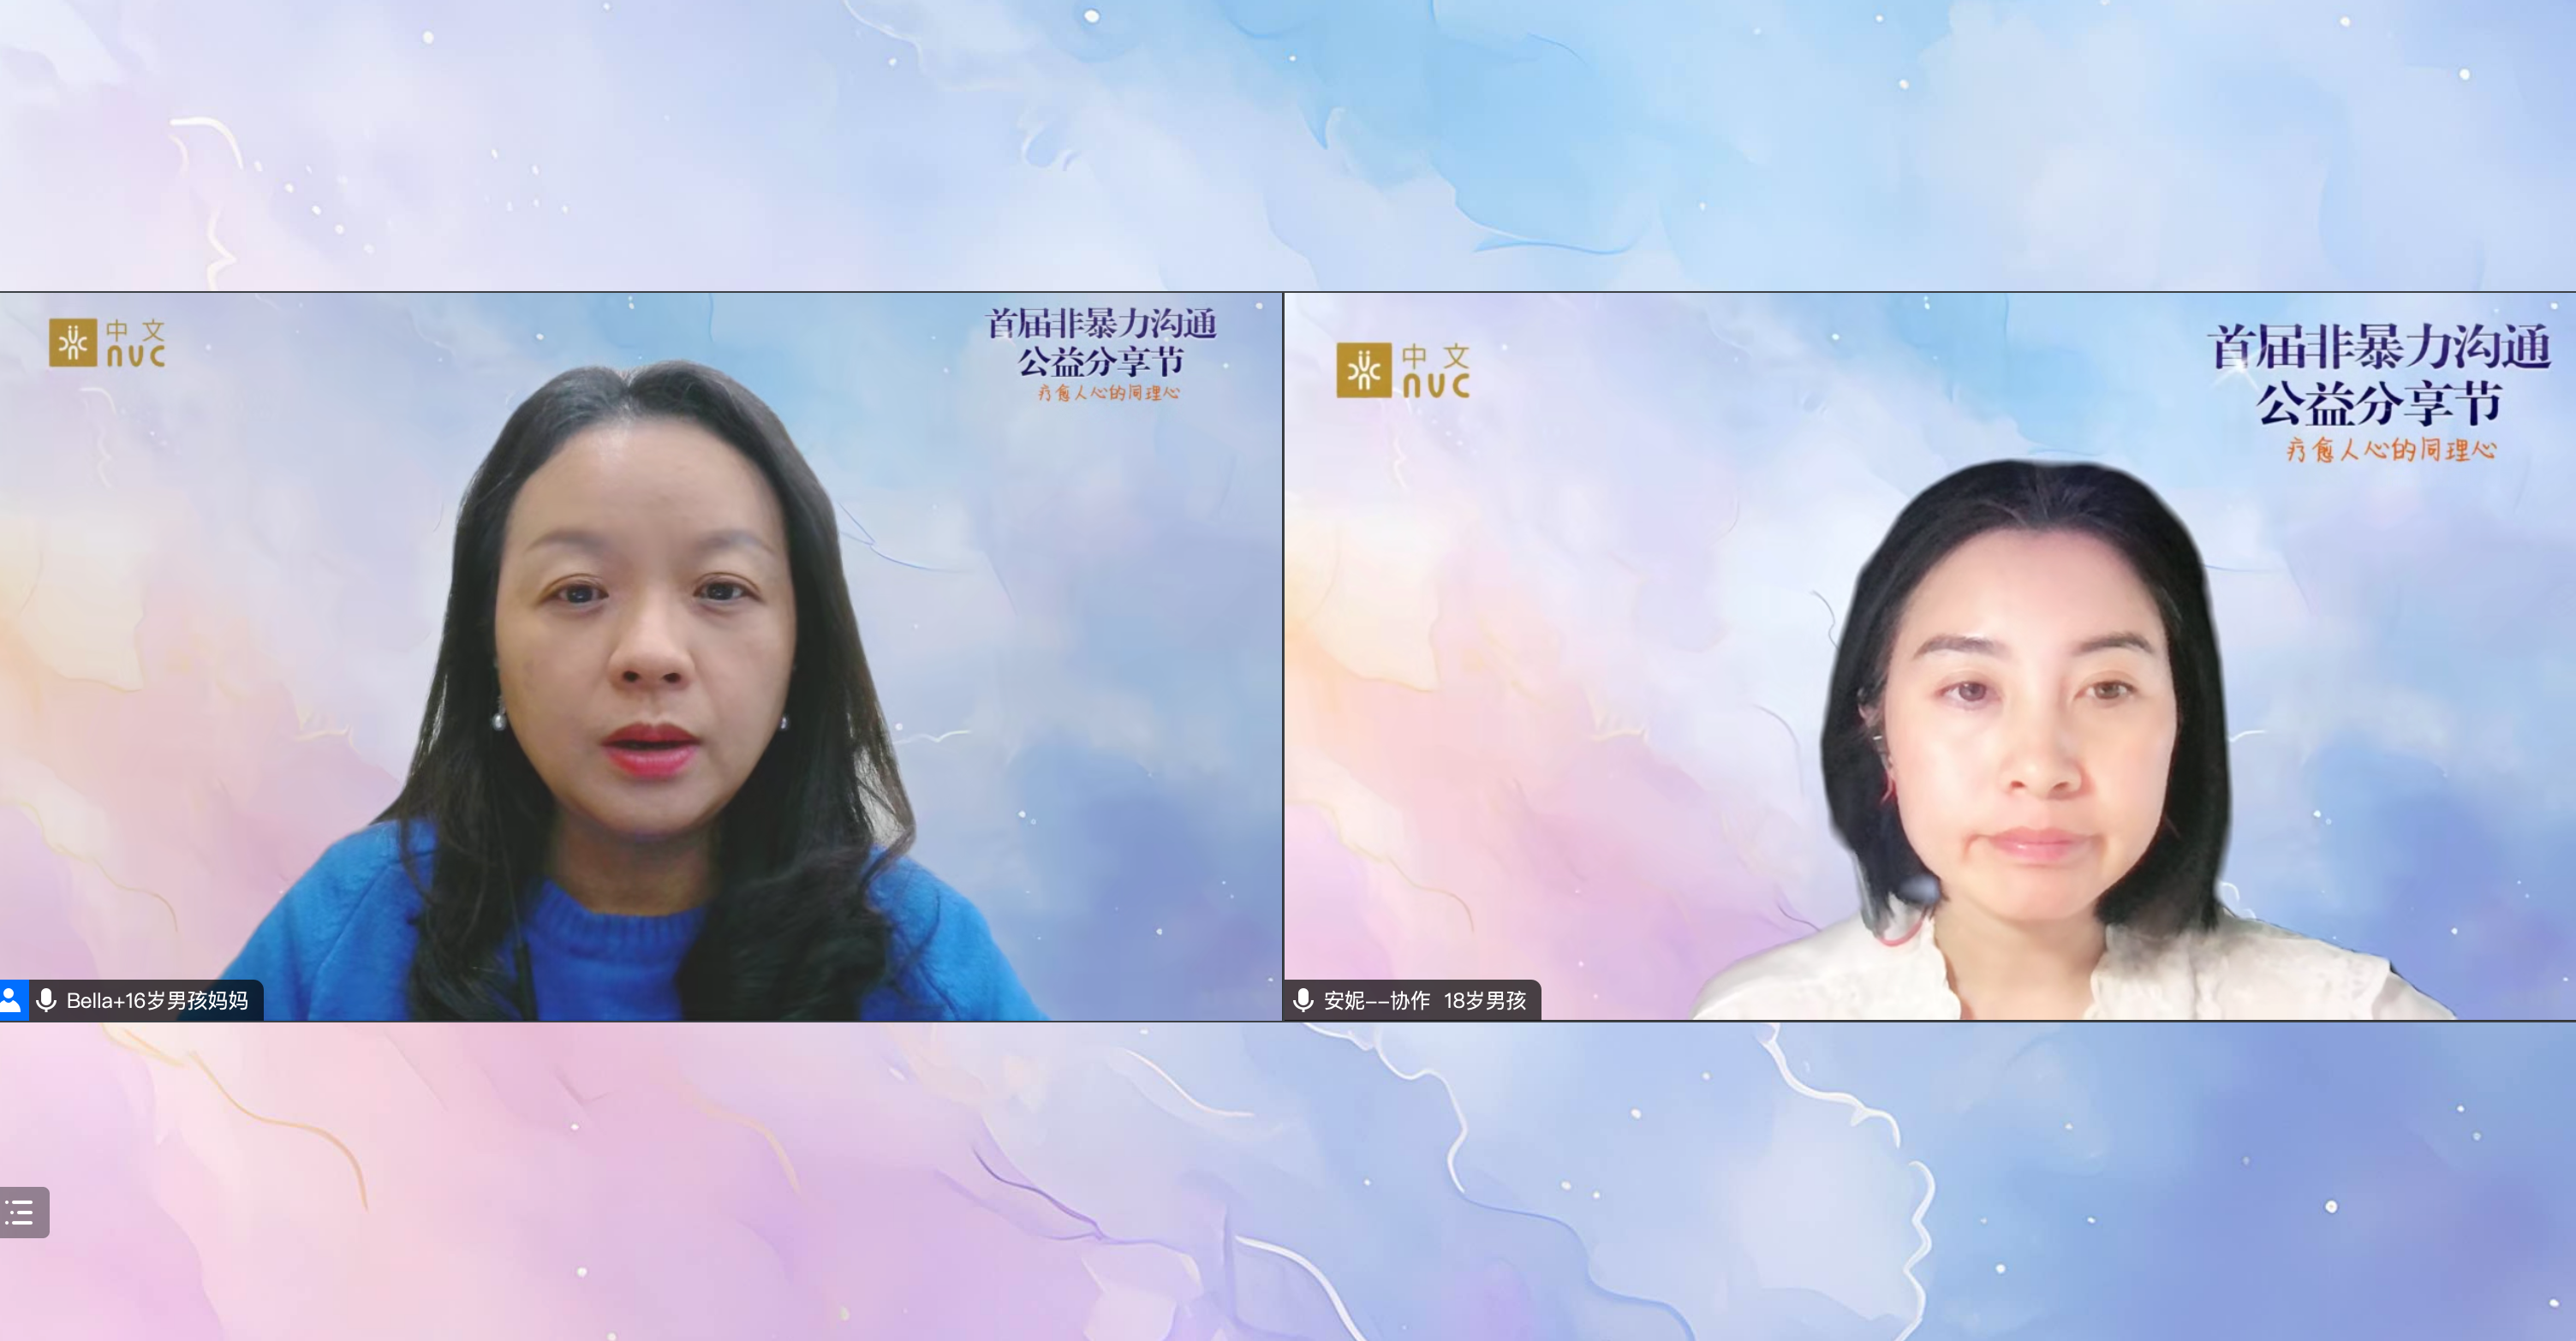 中文
nvc
首届非暴力沟通
公益分享节
疗愈人心的同理心
Bella+16岁男孩妈妈
中文
nvc
首届非暴力沟通
公益分享节
疗愈人心的同理心
安妮--协作 18岁男孩